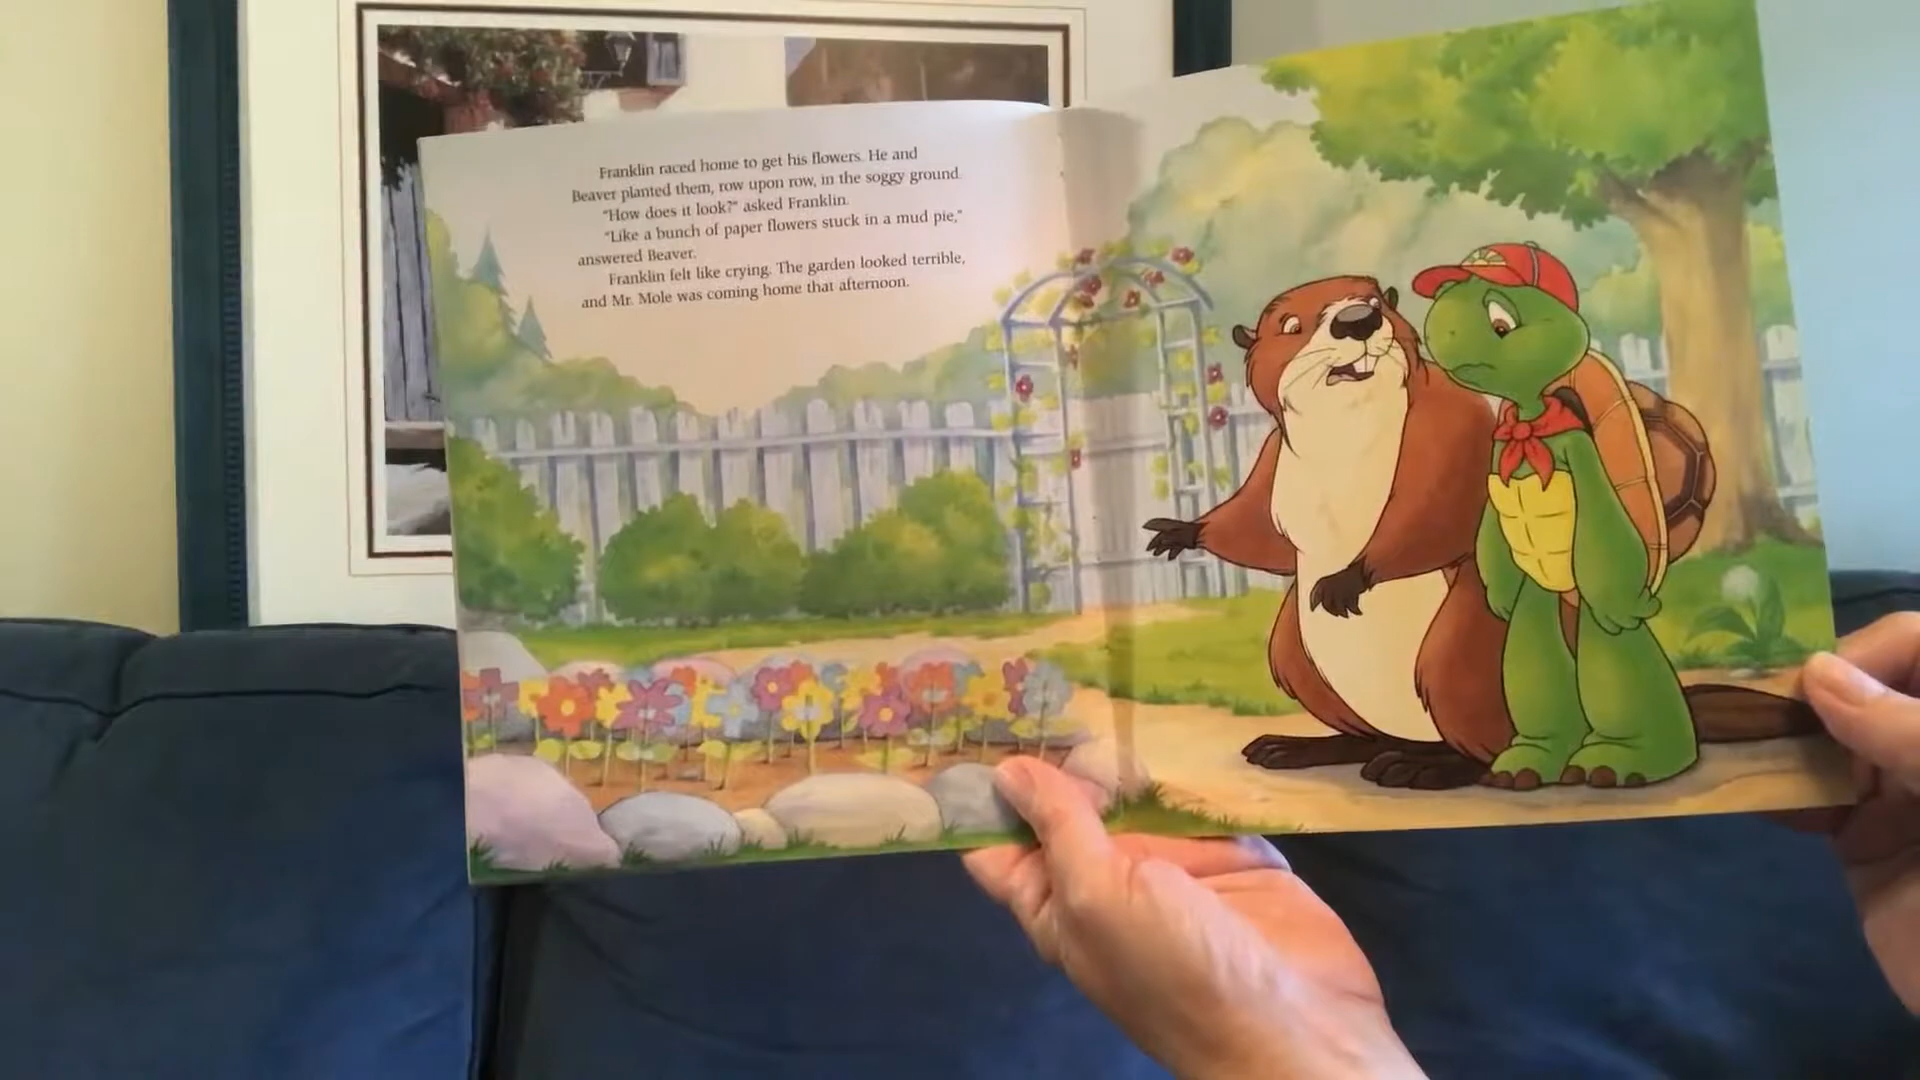 Franklin raced home to get his flowers. He and
Beaver planted them, row upon row, in the soggy ground.
"How does it look?" asked Franklin.
"Like a bunch of paper flowers stuck in a mud pie,"
answered Beaver.
Franklin felt like crying. The garden looked terrible,
and Mr. Mole was coming home that afternoon.